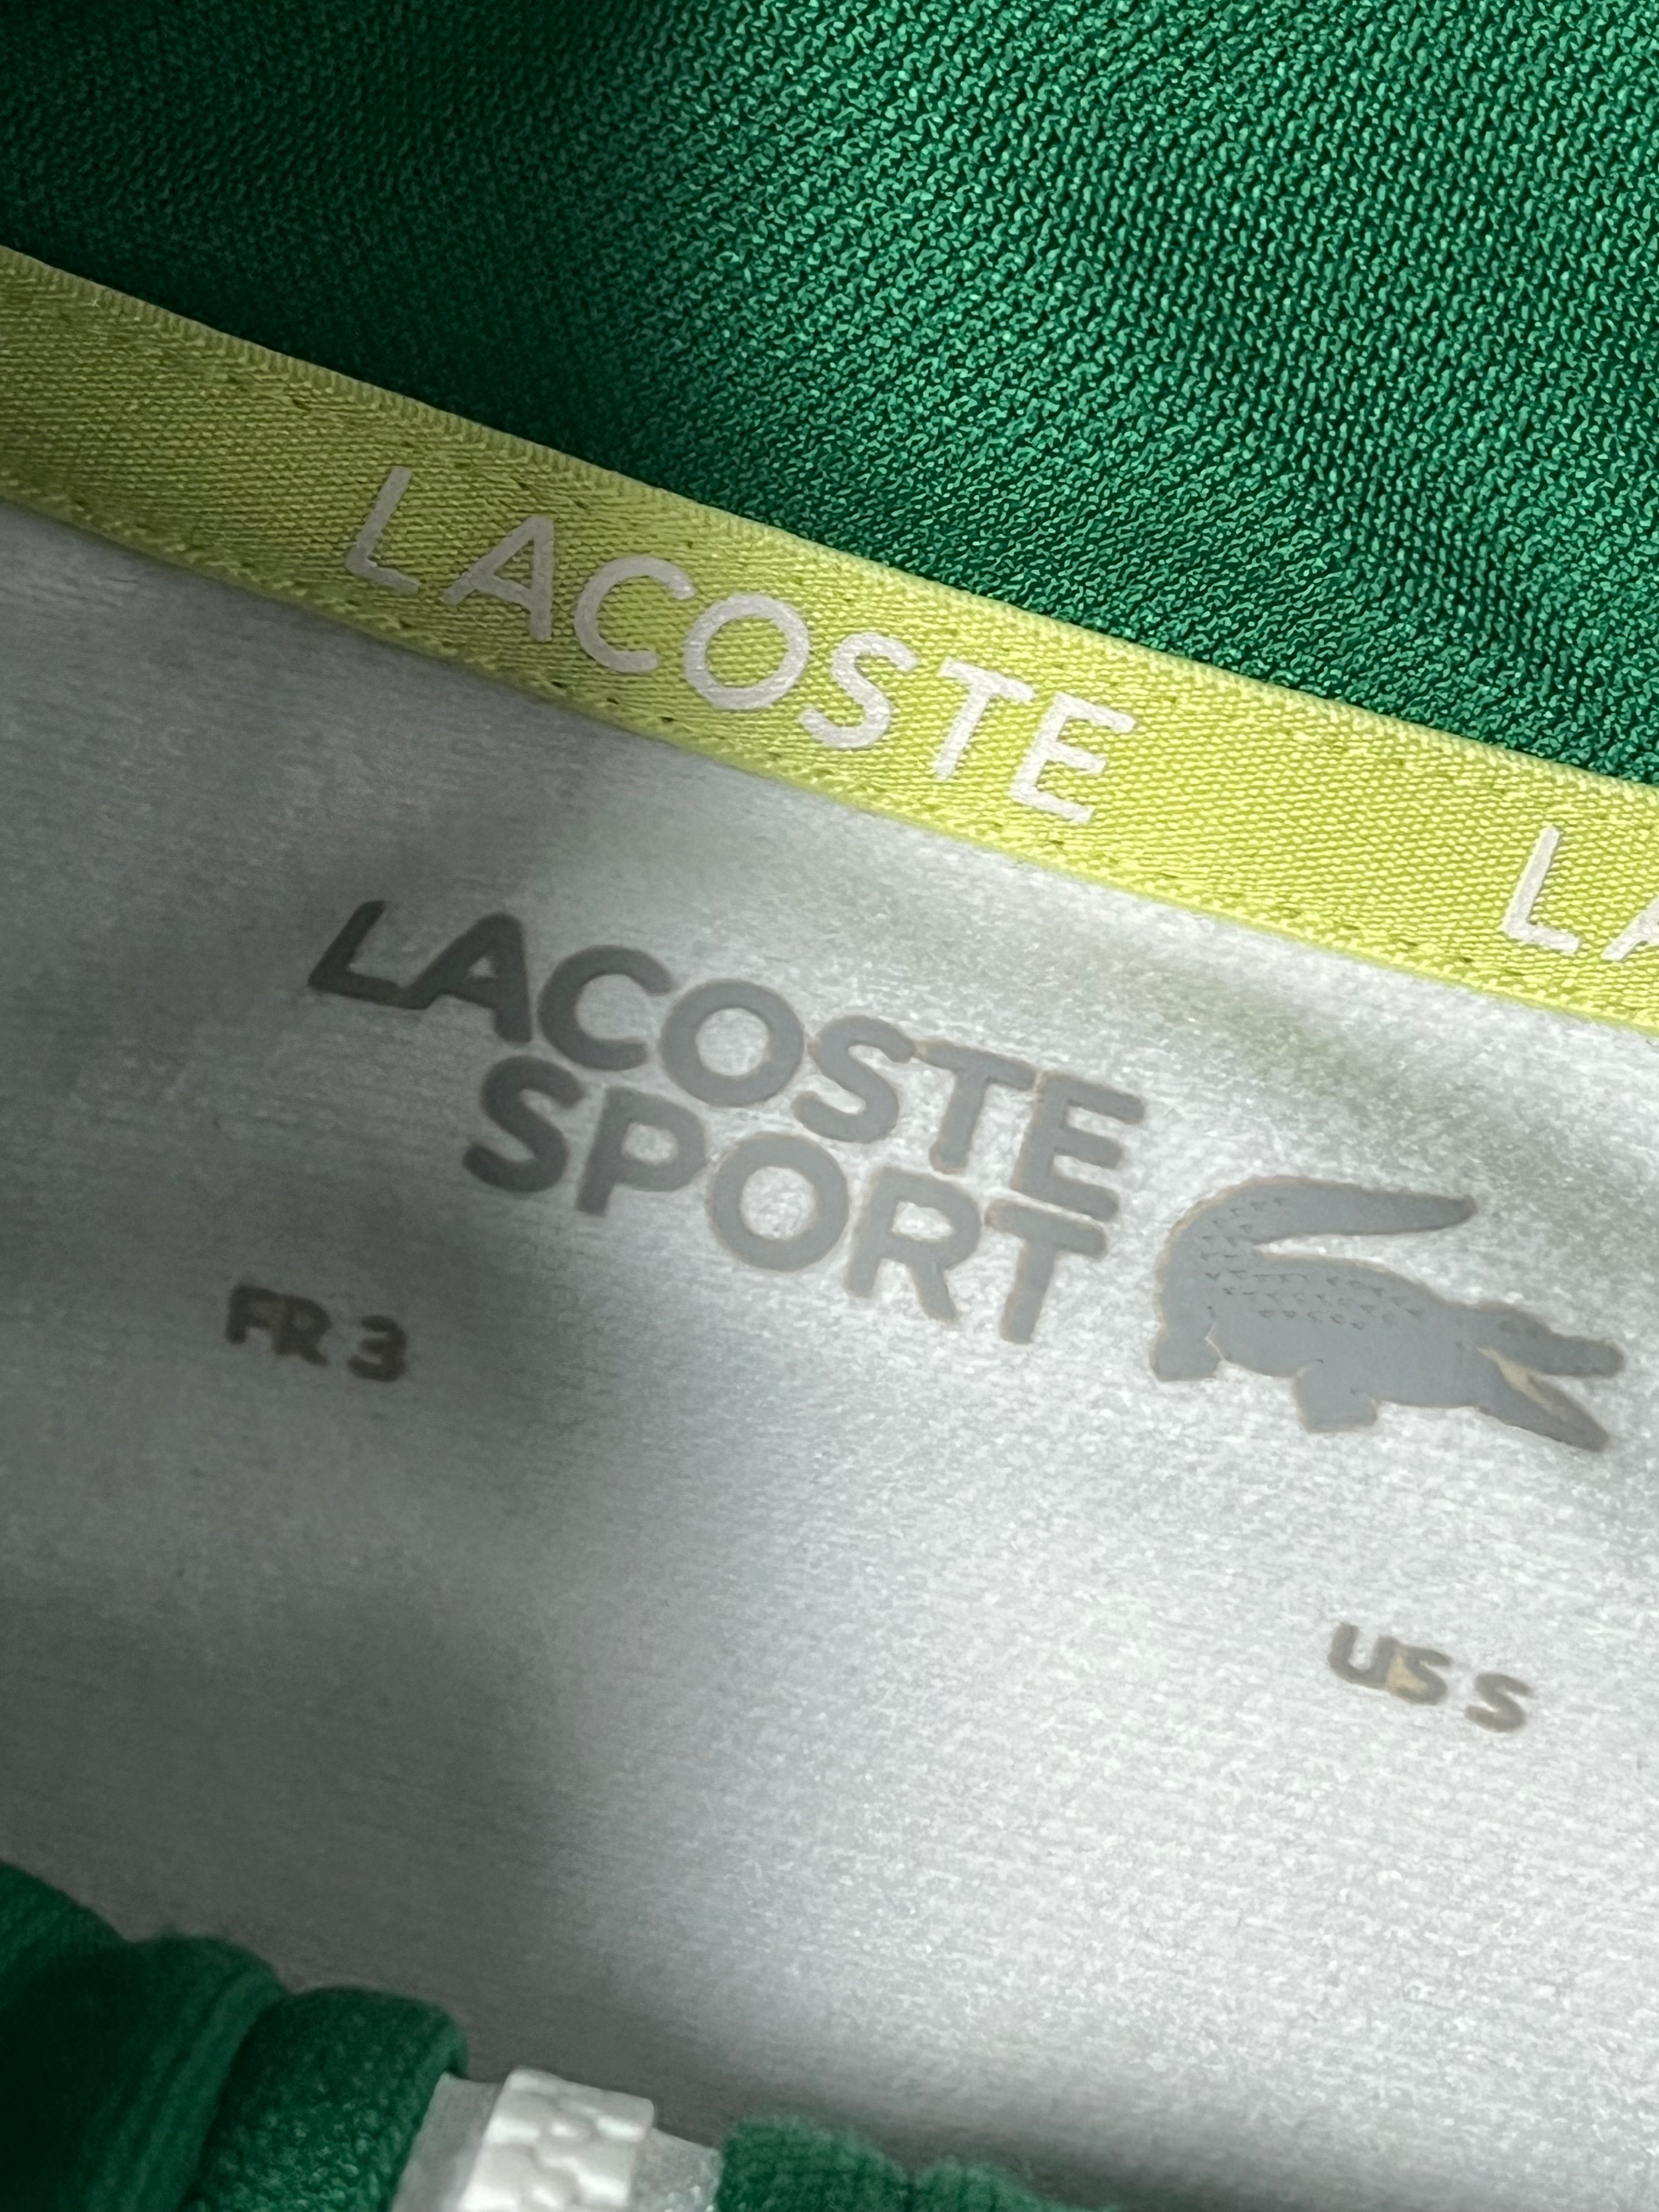 LACOSTE LA
LACOSTE
SPORT
FR 3
US S